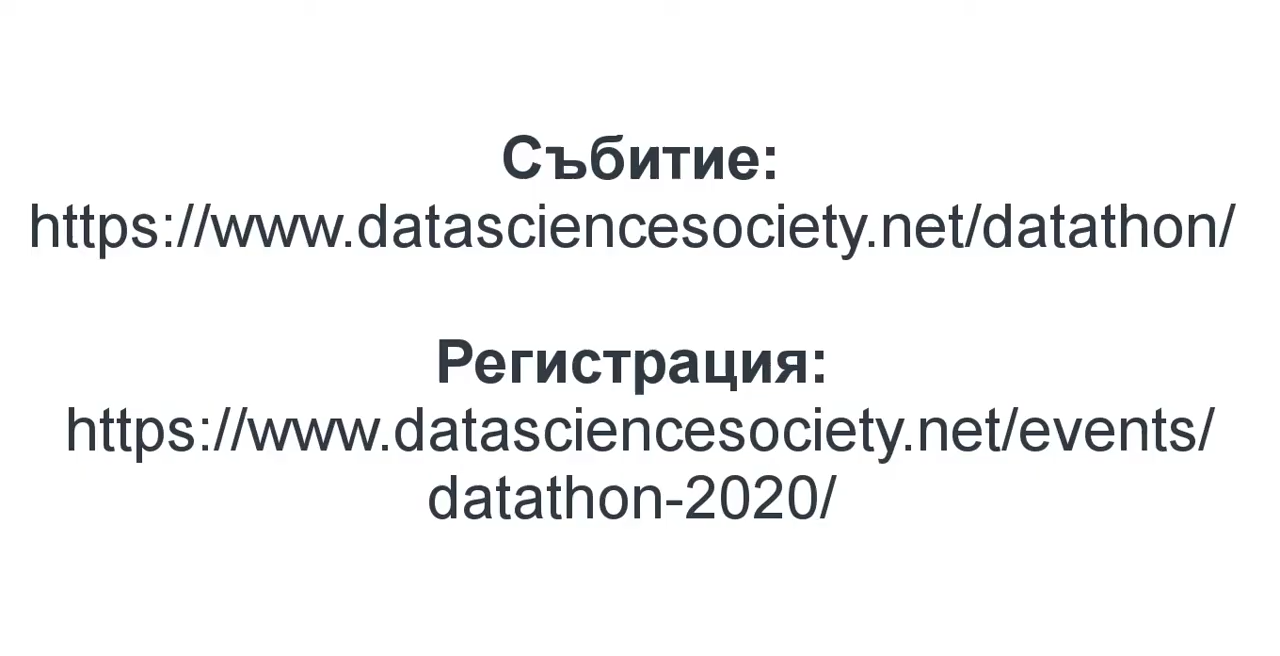 Събитие:
https://www.datasciencesociety.net/datathon/
Регистрация:
https://www.datasciencesociety.net/events/
datathon-2020/